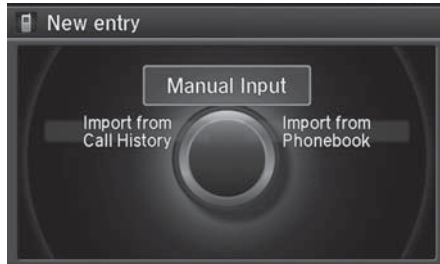 New entry
Manual Input
Import from
Call History
Import from
Phonebook